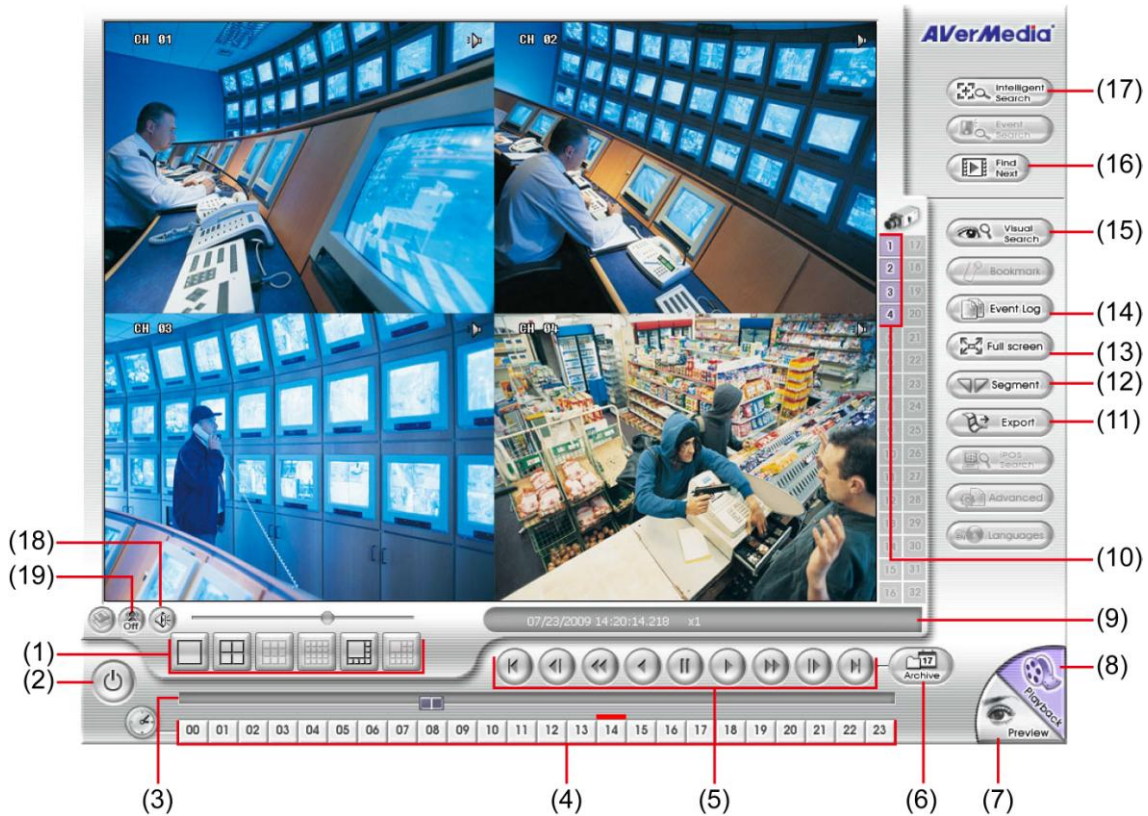 CH 01
CH 02
AVerMedia
Intelligent Search
(17)
Event Search
Find Next
(16)
1 17
2 18
3 19
4 20
21
22
23
24
25
10 26
11 27
12 28
29
14 30
15 31
16 32
Visual Search
(15)
Bookmark
Event Log
(14)
Full screen
(13)
Segment
(12)
Export
(11)
iPOS Search
Advanced
Languages
(10)
CH 03
CH 04
(18)
(19)
Off
07/23/2009 14:20:14.218 x1
(9)
(1)
(2)
17
Archive
Playback
Preview
(8)
00 01 02 03 04 05 06 07 08 09 10 11 12 13 14 15 16 17 18 19 20 21 22 23
(3)
(4)
(5)
(6)
(7)